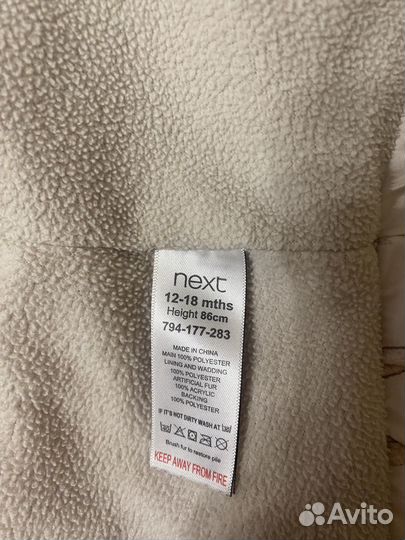 next
12-18 mths
Height 86cm
794-177-283
MADE IN CHINA
MAIN 100% POLYESTER
LINING AND WADDING
100% POLYESTER
ARTIFICIAL FUR
100% ACRYLIC
BACKING
100% POLYESTER
IF IT'S NOT DIRTY WASH AT 30
Brush fur to restore pile
KEEP AWAY FROM FIRE
Avito